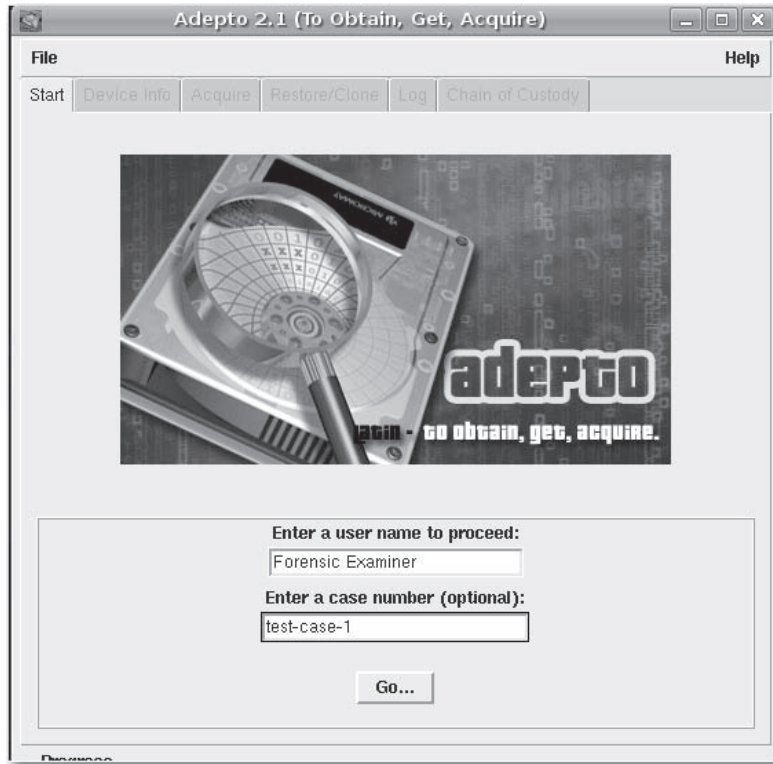 Adepto 2.1 (To Obtain, Get, Acquire)
File Help
Start Device Info Acquire Restore/Clone Log Chain of Custody
adepto
latin - to obtain, get, acquire.
Enter a user name to proceed:
Forensic Examiner
Enter a case number (optional):
test-case-1
Go...